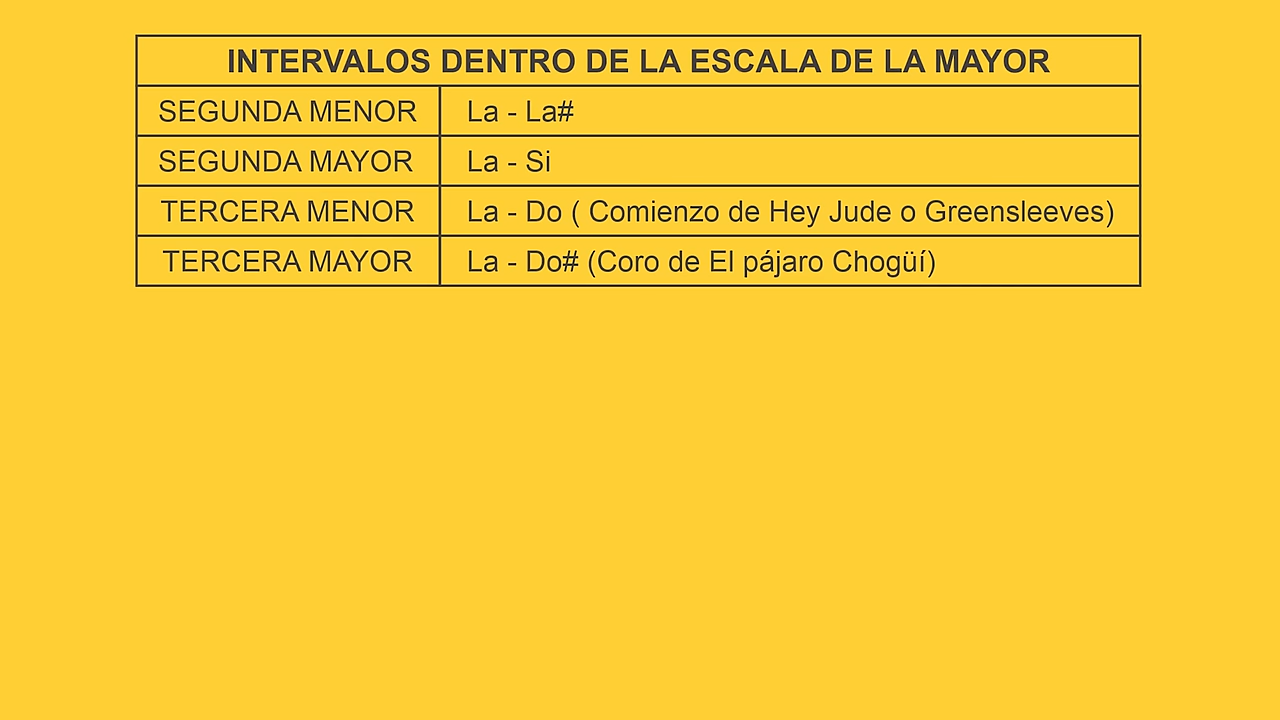 INTERVALOS DENTRO DE LA ESCALA DE LA MAYOR
SEGUNDA MENOR La - La#
SEGUNDA MAYOR La - Si
TERCERA MENOR La - Do ( Comienzo de Hey Jude o Greensleeves)
TERCERA MAYOR La - Do# (Coro de El pájaro Chogüí)